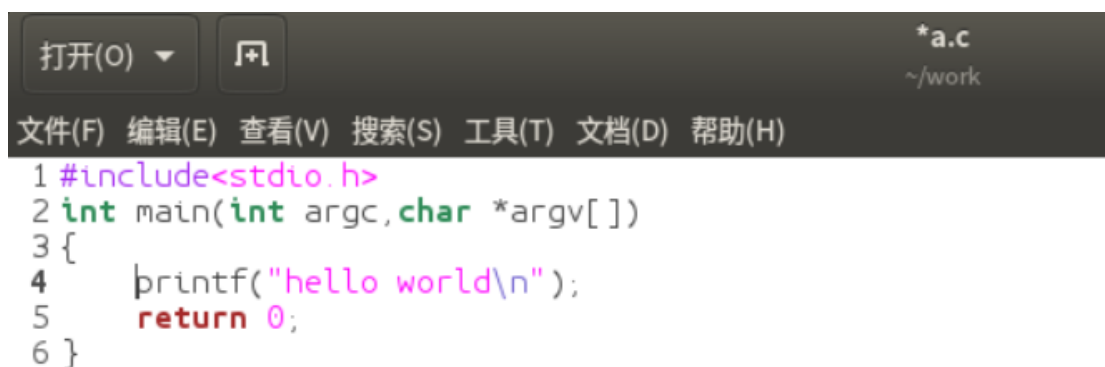 打开(O)
*a.c
~/work
文件(F) 编辑(E) 查看(V) 搜索(S) 工具(T) 文档(D) 帮助(H)
1 #include<stdio.h>
2 int main(int argc,char *argv[])
3 {
4     printf("hello world\n");
5     return 0;
6 }